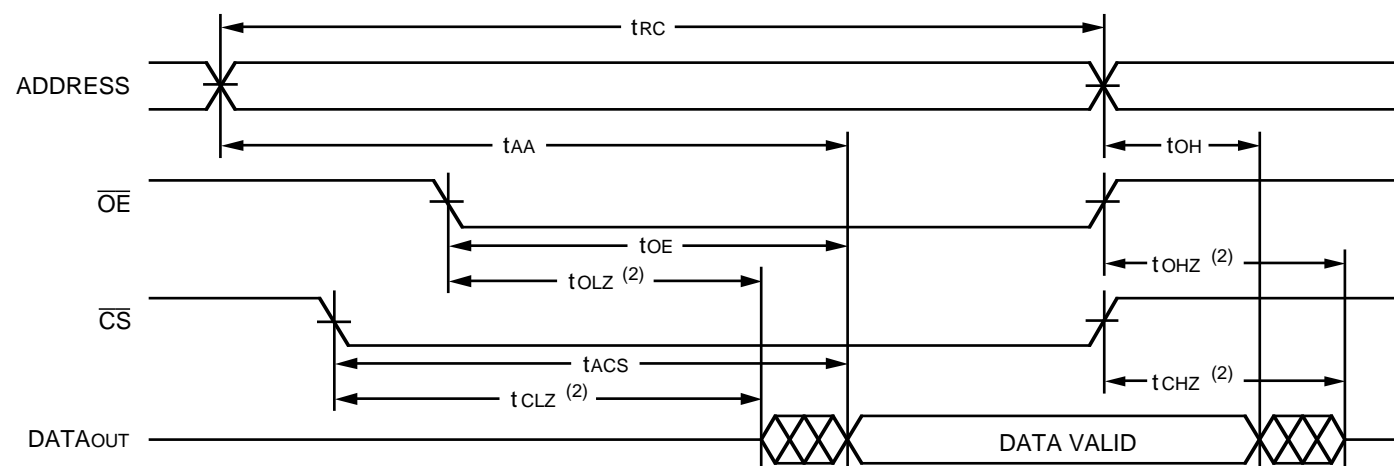 tRC
ADDRESS
tAA
tOH
OE
tOE
tOLZ (2)
tOHZ (2)
CS
tACS
tCLZ (2)
tCHZ (2)
DATAOUT
DATA VALID